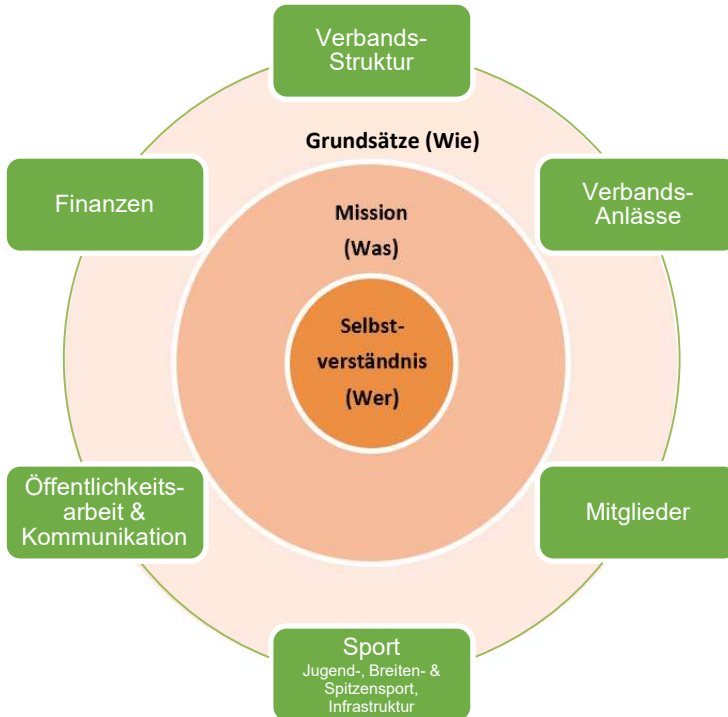 Verbands-
Struktur
Grundsätze (Wie)
Finanzen
Verbands-
Anlässe
Mission
(Was)
Selbst-
verständnis
(Wer)
Öffentlichkeits-
arbeit &
Kommunikation
Mitglieder
Sport
Jugend-, Breiten- &
Spitzensport,
Infrastruktur